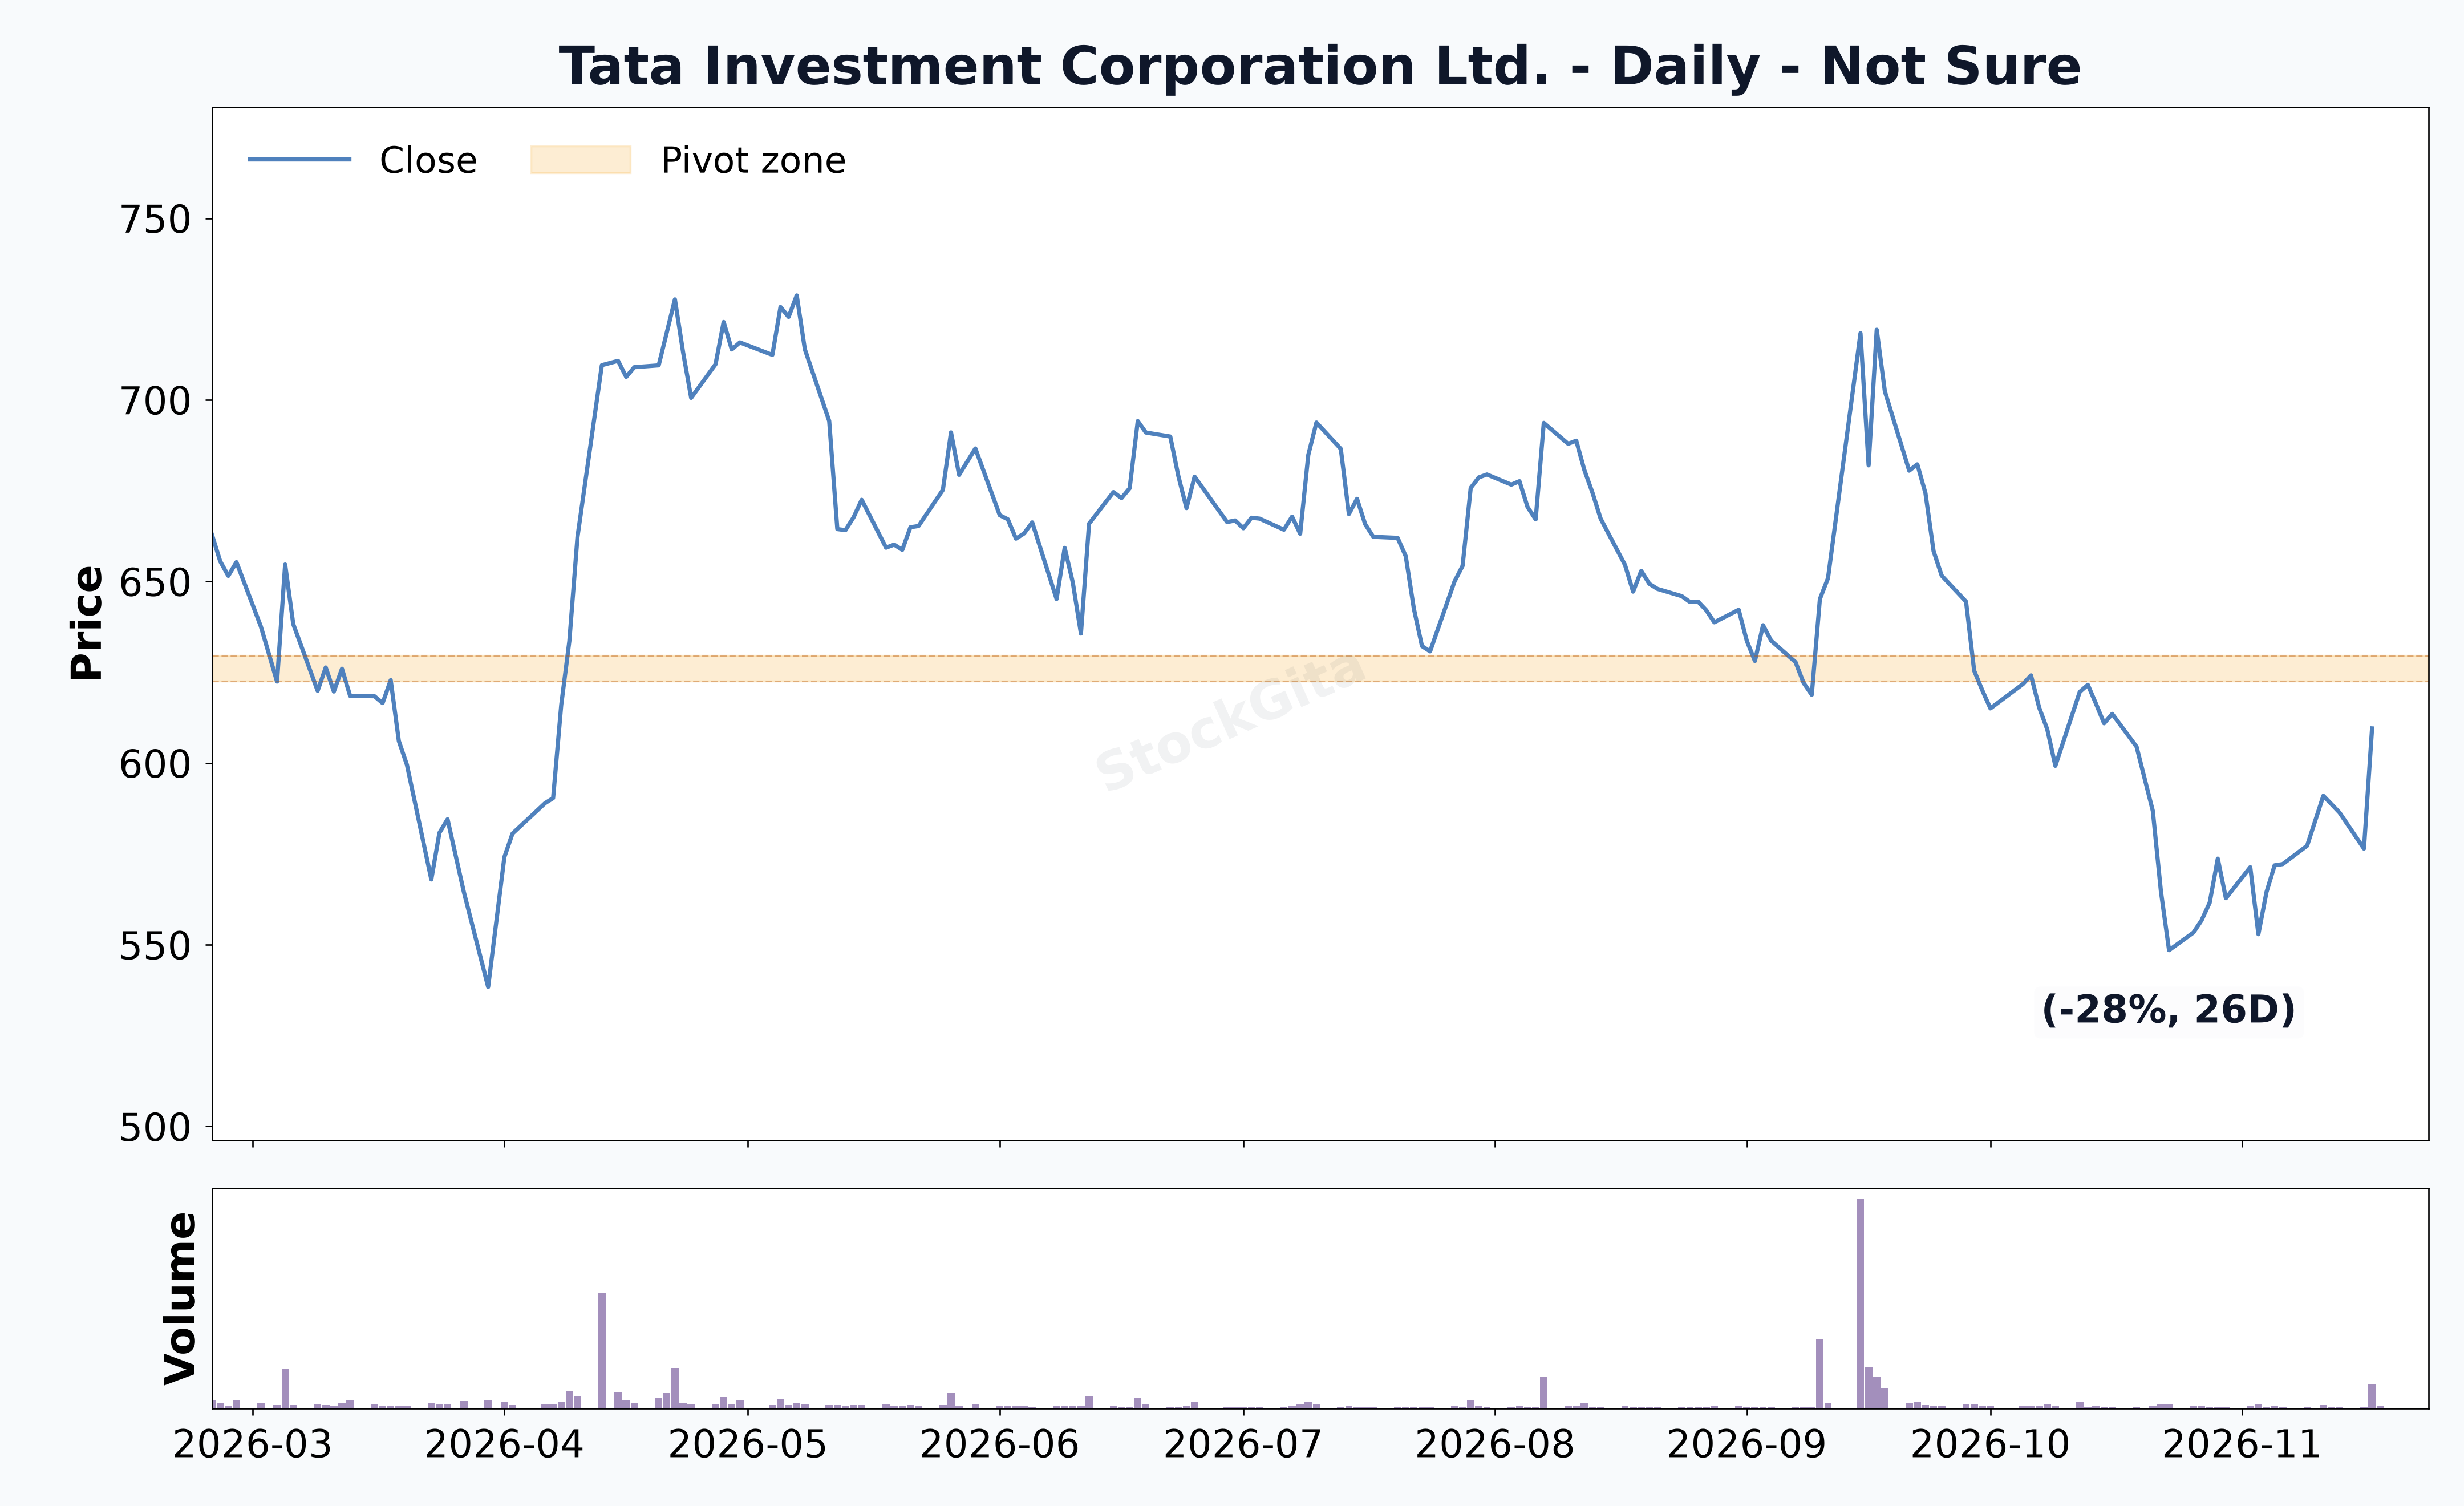 Tata Investment Corporation Ltd. - Daily - Not Sure
Close Pivot zone
750
700
650
600
550
500
Price
StockGita
(-28%, 26D)
Volume
2026-03 2026-04 2026-05 2026-06 2026-07 2026-08 2026-09 2026-10 2026-11